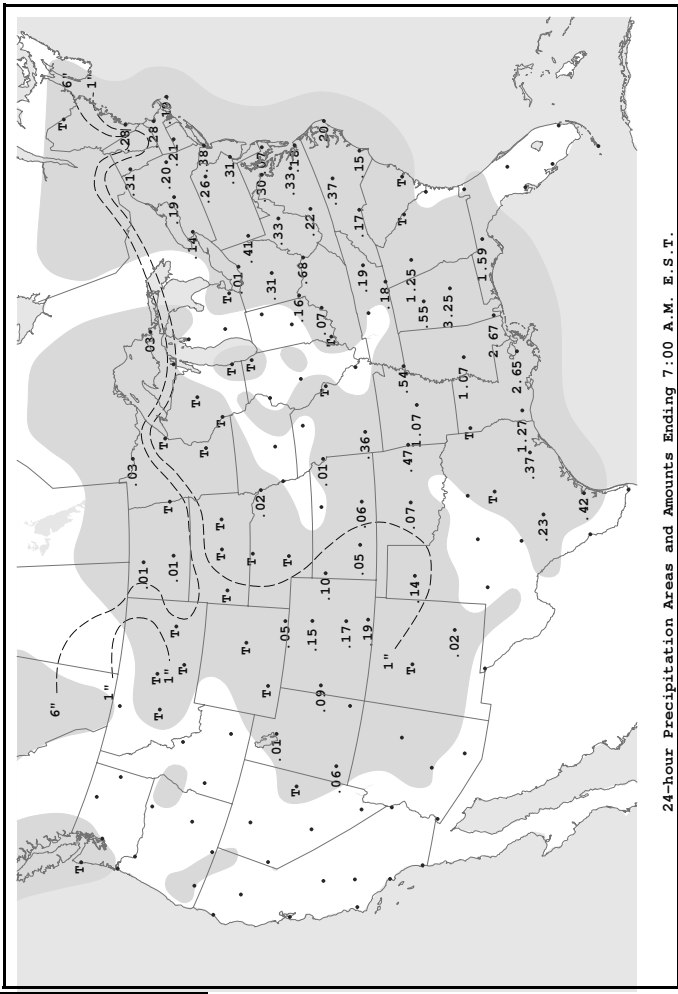 6"
T
6"
T
1"
1"
.28
.31
.03
.01
.03
.28
T
T
T
.20
.19
T
1"
.01
.21
.19
T
T
.14
T
.38
T
.26
T
T
T
T
T
.31
T
.01
T
.41
T
T
.02
.07
.30
T
.31
.01
.33
.05
T
.33
.18
T
.16
.68
.22
.15
.09
.07
.01
.20
T
.10
T
.37
.06
.17
.15
.17
.05
.06
.19
.36
.19
.18
1"
T
T
.54
.47
.07
1.25
T
.14
1.07
.55
3.25
.02
1.07
T
1.59
2.67
T
2.65
1.27
.37
.23
.42
24-hour Precipitation Areas and Amounts Ending 7:00 A.M. E.S.T.